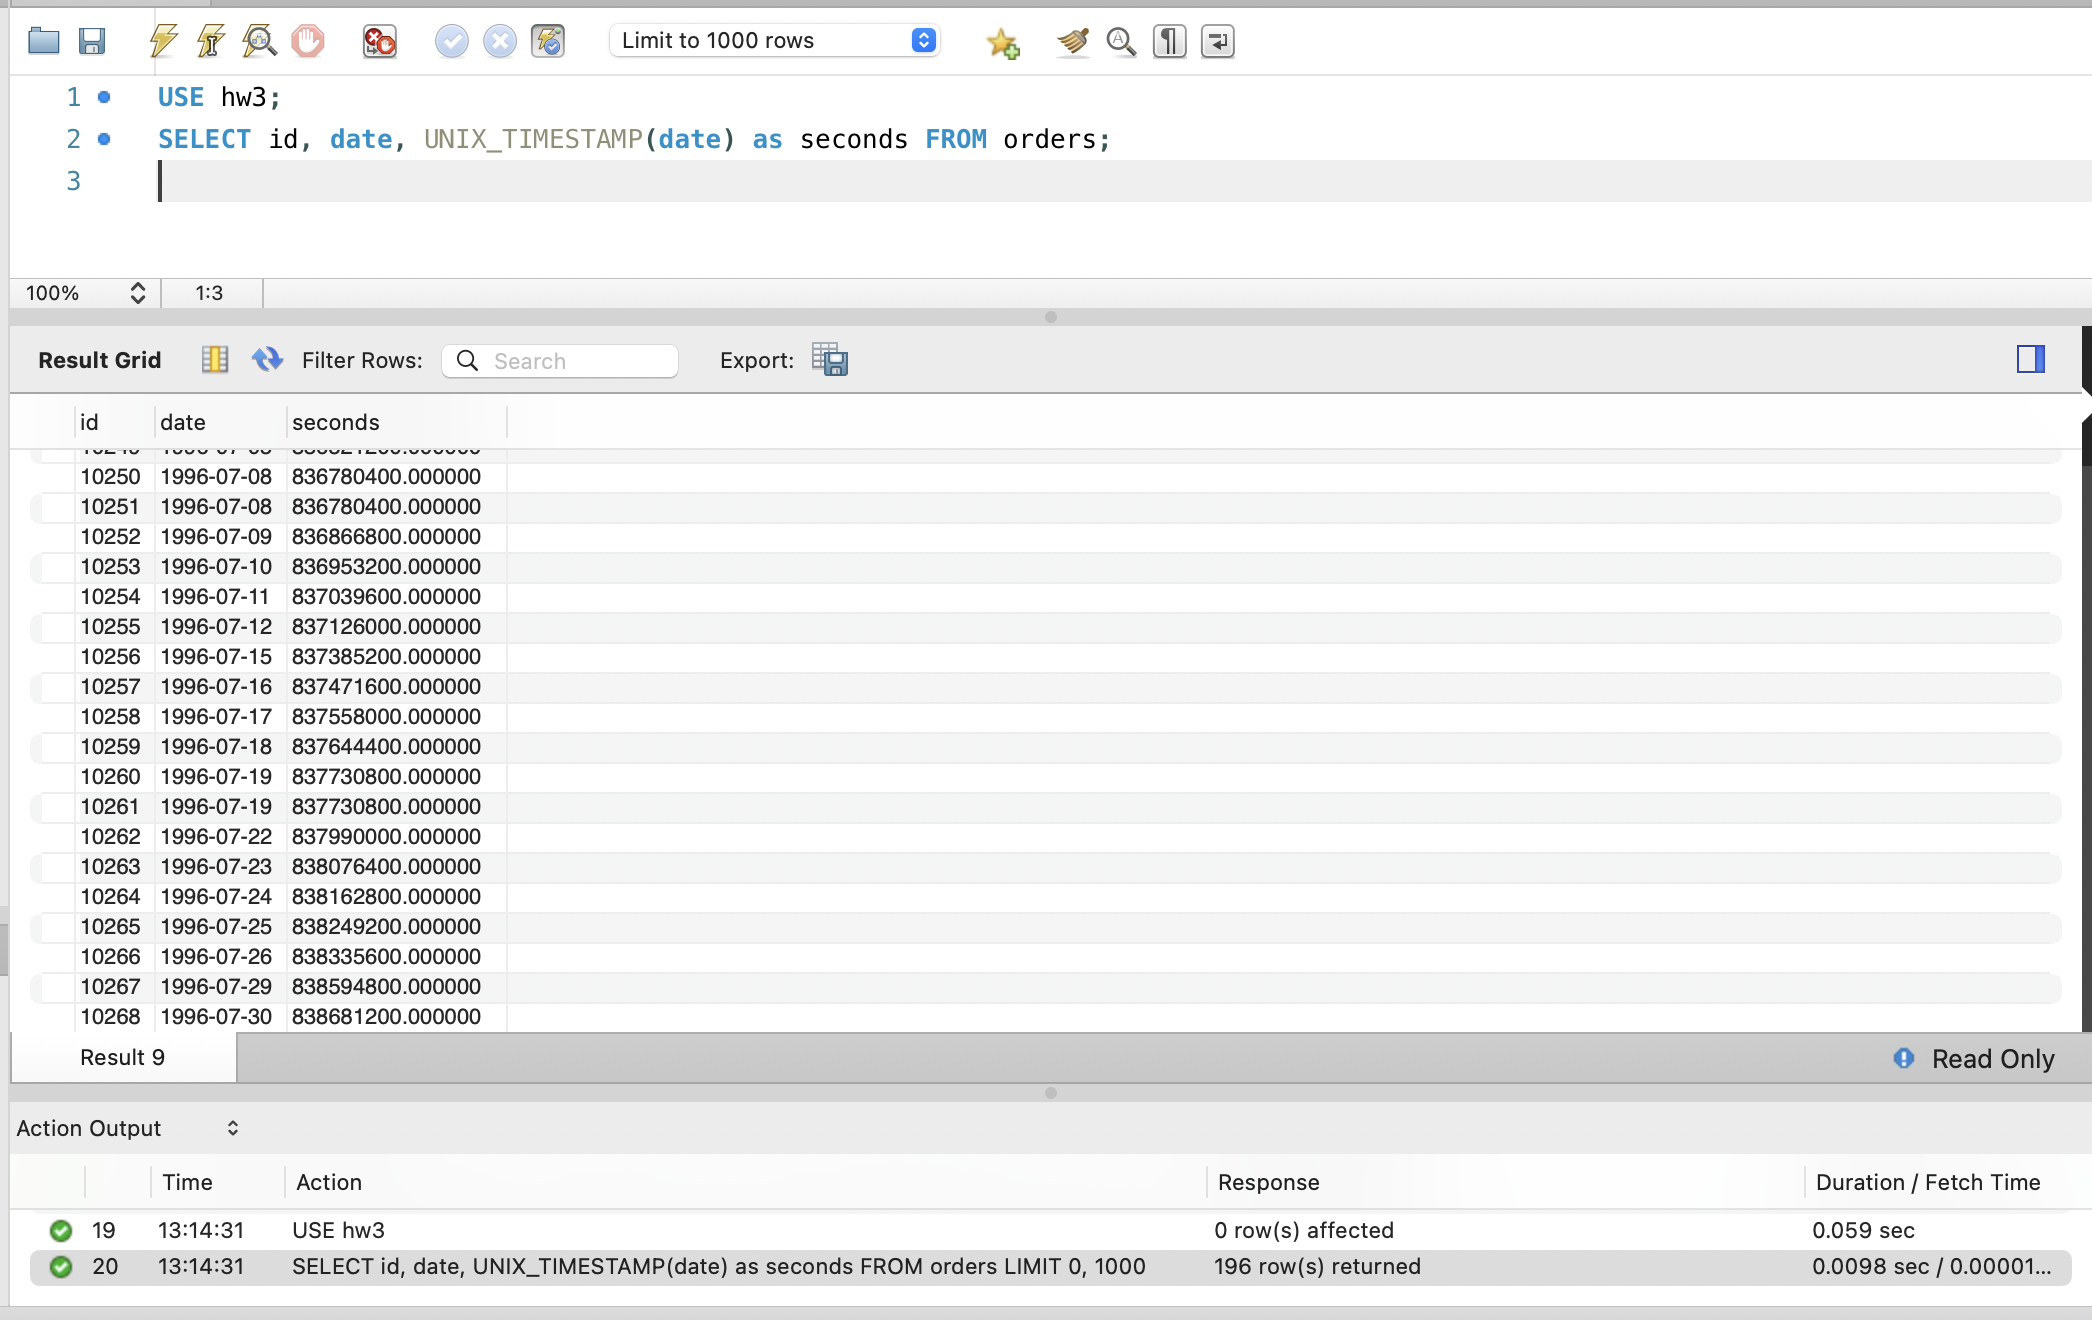 Limit to 1000 rows
1 USE hw3;
2 SELECT id, date, UNIX_TIMESTAMP(date) as seconds FROM orders;
3
100% 1:3
Result Grid Filter Rows: Search Export:
id date seconds
10250 1996-07-08 836780400.000000
10251 1996-07-08 836780400.000000
10252 1996-07-09 836866800.000000
10253 1996-07-10 836953200.000000
10254 1996-07-11 837039600.000000
10255 1996-07-12 837126000.000000
10256 1996-07-15 837385200.000000
10257 1996-07-16 837471600.000000
10258 1996-07-17 837558000.000000
10259 1996-07-18 837644400.000000
10260 1996-07-19 837730800.000000
10261 1996-07-19 837730800.000000
10262 1996-07-22 837990000.000000
10263 1996-07-23 838076400.000000
10264 1996-07-24 838162800.000000
10265 1996-07-25 838249200.000000
10266 1996-07-26 838335600.000000
10267 1996-07-29 838594800.000000
10268 1996-07-30 838681200.000000
Result 9 Read Only
Action Output
Time Action Response Duration / Fetch Time
19 13:14:31 USE hw3 0 row(s) affected 0.059 sec
20 13:14:31 SELECT id, date, UNIX_TIMESTAMP(date) as seconds FROM orders LIMIT 0, 1000 196 row(s) returned 0.0098 sec / 0.00001...